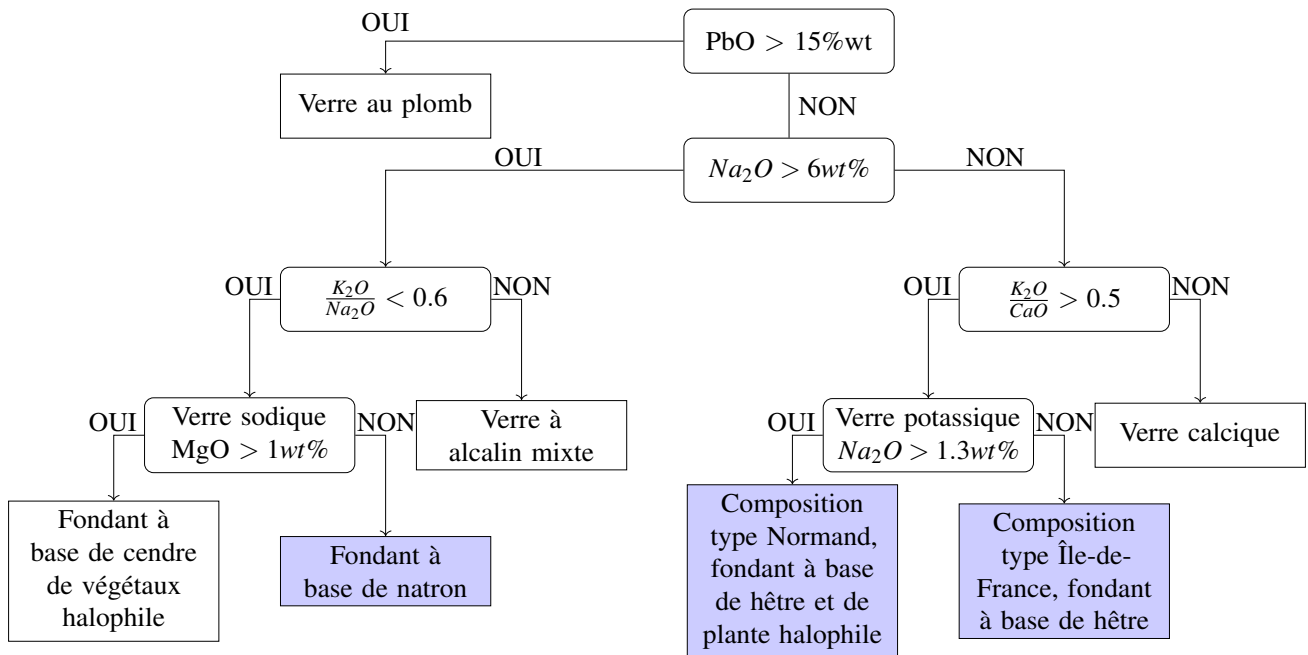 OUI
PbO > 15%wt
Verre au plomb
NON
OUI
Na₂O > 6wt%
NON
OUI
K₂O/Na₂O < 0.6
NON
OUI
K₂O/CaO > 0.5
NON
OUI
Verre sodique
MgO > 1wt%
NON
Verre à
alcalin mixte
OUI
Verre potassique
Na₂O > 1.3wt%
NON
Verre calcique
Fondant à
base de cendre
de végétaux
halophile
Fondant à
base de natron
Composition
type Normand,
fondant à base
de hêtre et de
plante halophile
Composition
type Île-de-
France, fondant
à base de hêtre